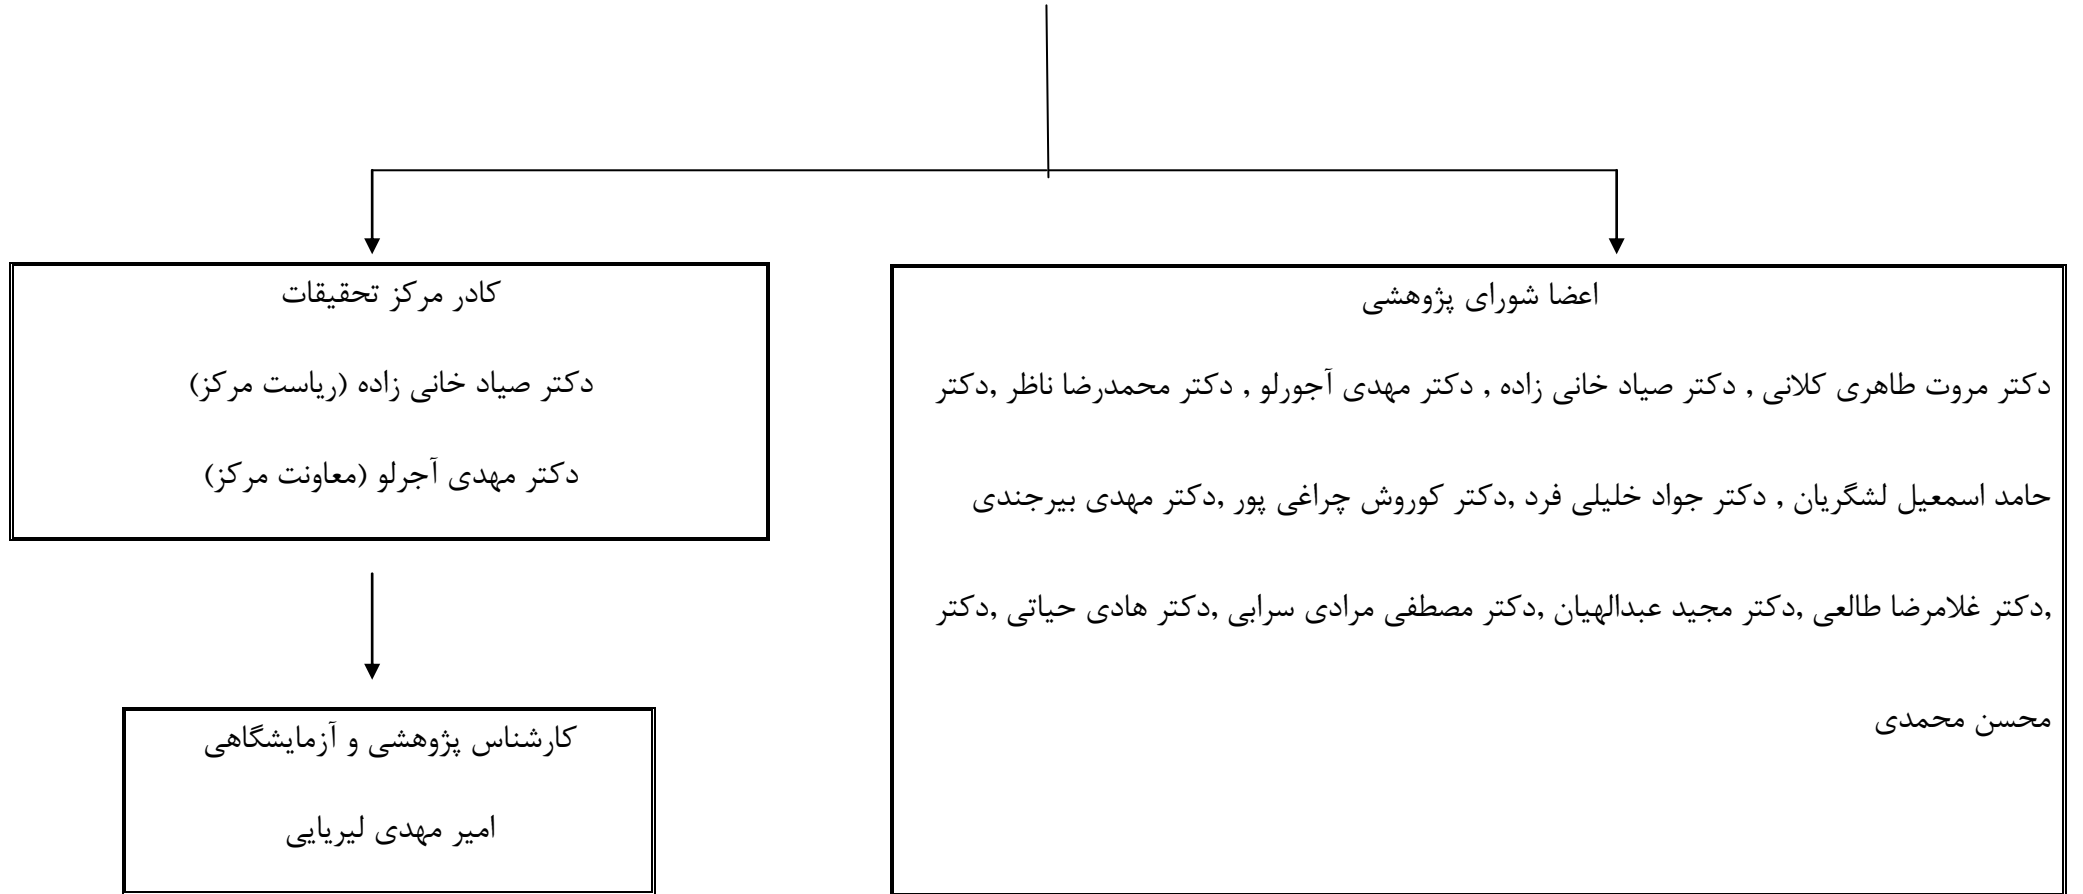 اعضا شورای پژوهشی
دکتر مروت طاهری کلانی , دکتر صیاد خانی زاده , دکتر مهدی آجورلو , دکتر محمدرضا ناظر ,دکتر
حامد اسمعیل لشگریان , دکتر جواد خلیلی فرد ,دکتر کوروش چراغی پور ,دکتر مهدی بیرجندی
,دکتر غلامرضا طالعی ,دکتر مجید عبدالهیان ,دکتر مصطفی مرادی سرابی ,دکتر هادی حیاتی ,دکتر
محسن محمدی
کادر مرکز تحقیقات
دکتر صیاد خانی زاده (ریاست مرکز)
دکتر مهدی آجرلو (معاونت مرکز)
کارشناس پژوهشی و آزمایشگاهی
امیر مهدی لیریایی